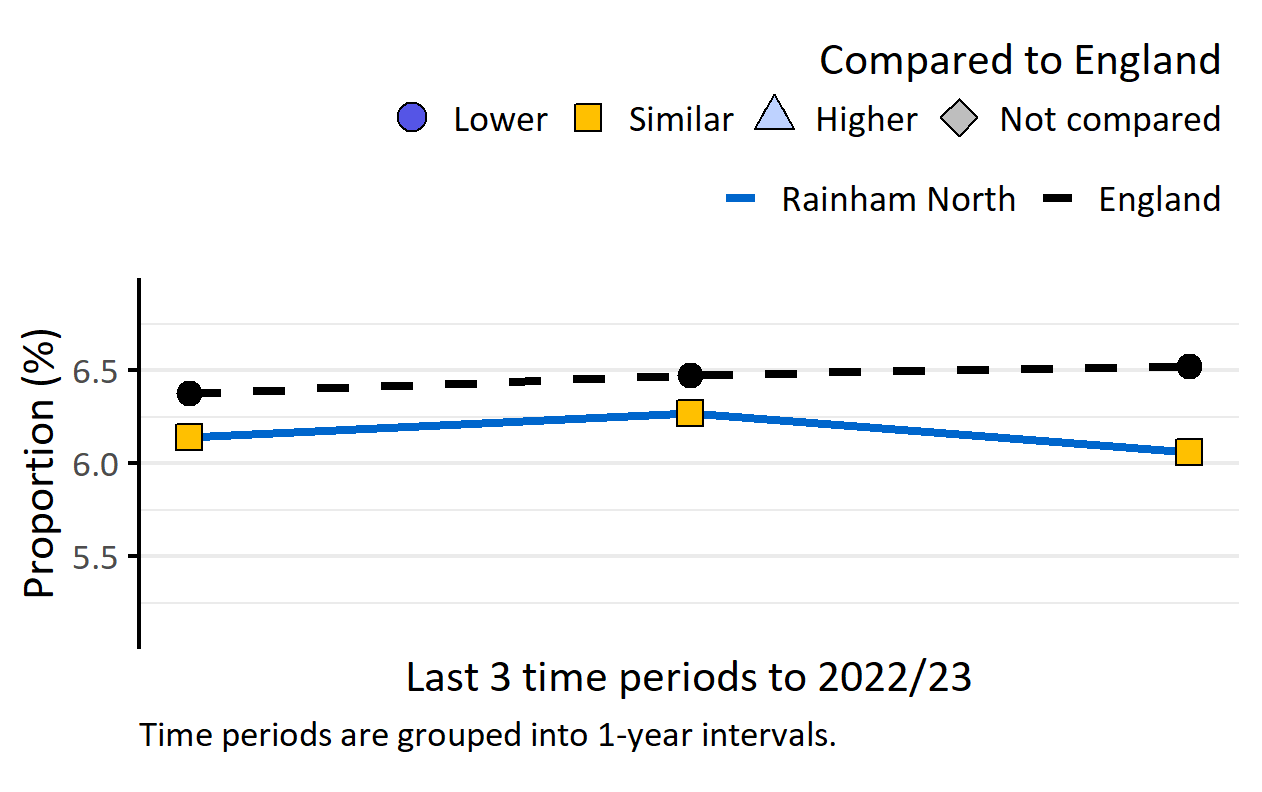 Compared to England
Lower Similar Higher Not compared
Rainham North England
Proportion (%)
6.5
6.0
5.5
Last 3 time periods to 2022/23
Time periods are grouped into 1-year intervals.